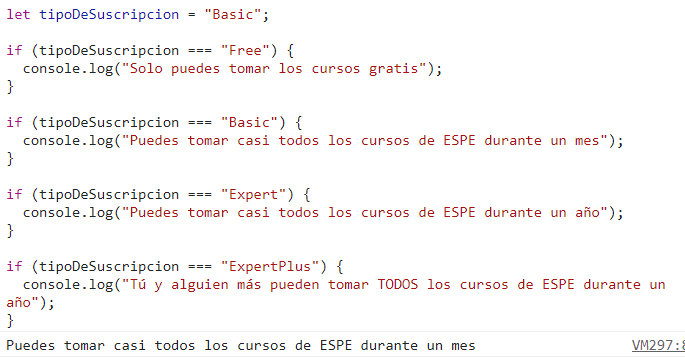 let tipoDeSuscripcion = "Basic";

if (tipoDeSuscripcion === "Free") {
  console.log("Solo puedes tomar los cursos gratis");
}

if (tipoDeSuscripcion === "Basic") {
  console.log("Puedes tomar casi todos los cursos de ESPE durante un mes");
}

if (tipoDeSuscripcion === "Expert") {
  console.log("Puedes tomar casi todos los cursos de ESPE durante un año");
}

if (tipoDeSuscripcion === "ExpertPlus") {
  console.log("Tú y alguien más pueden tomar TODOS los cursos de ESPE durante un
año");
}
Puedes tomar casi todos los cursos de ESPE durante un mes VM297:8